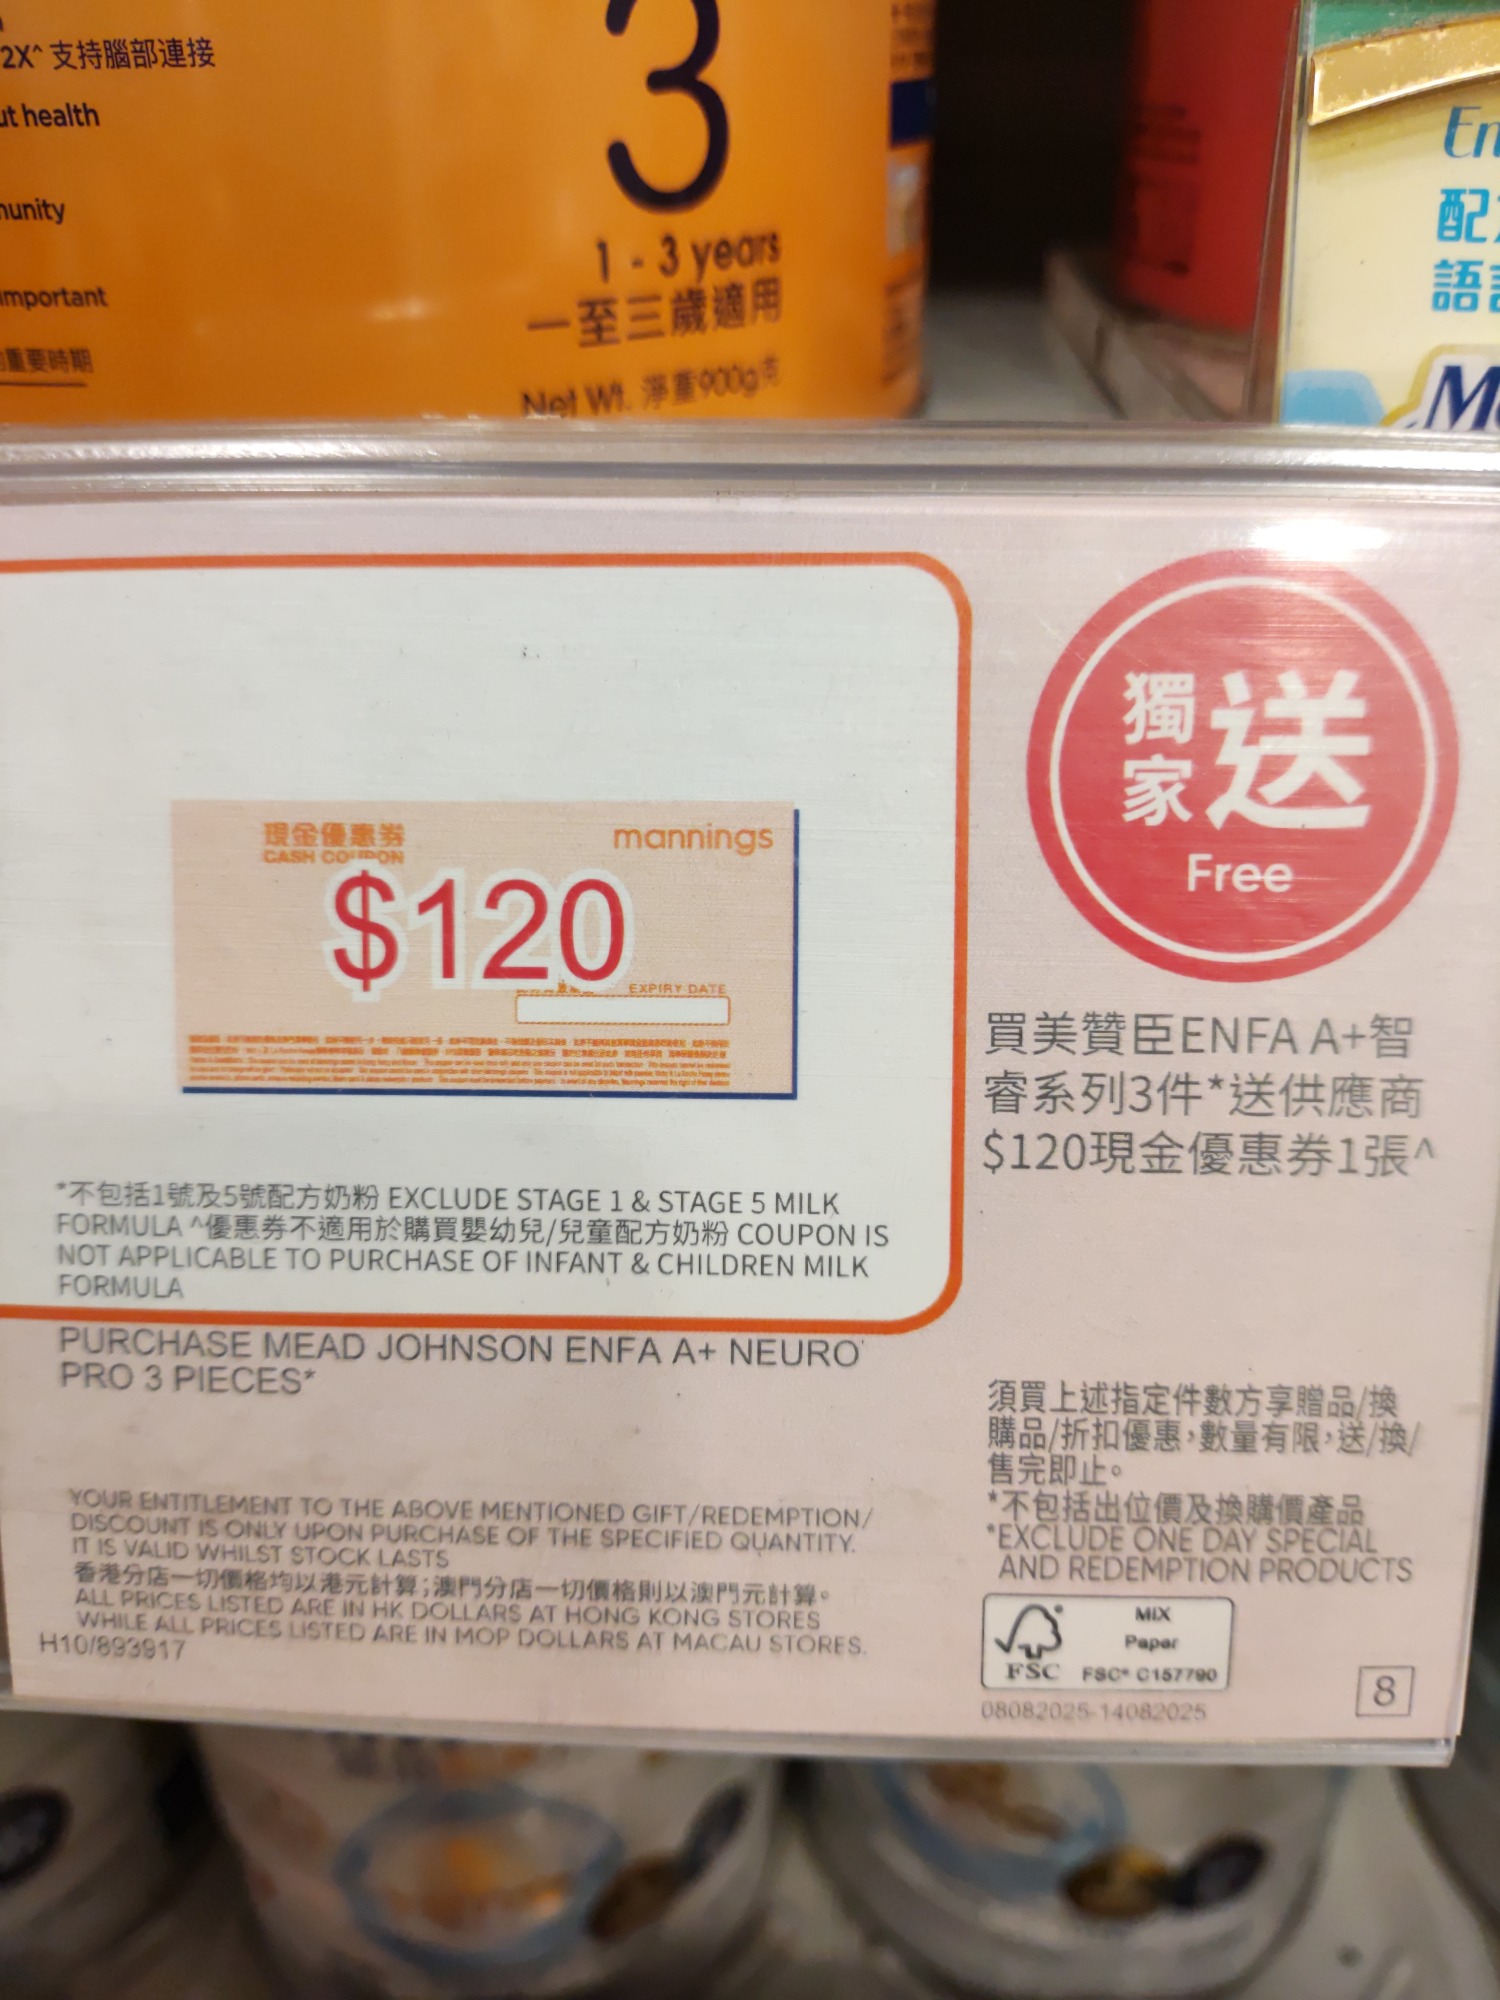 2X^ 支持腦部連接
ut health
unity
important
重要時期
3
1 - 3 years
一至三歲適用
Net Wt. 淨重900g克
En
配
語
M
現金優惠券
CASH COUPON
mannings
$120
EXPIRY DATE
獨家送
Free
買美贊臣ENFA A+智
睿系列3件*送供應商
$120現金優惠券1張^
*不包括1號及5號配方奶粉 EXCLUDE STAGE 1 & STAGE 5 MILK
FORMULA ^優惠券不適用於購買嬰幼兒/兒童配方奶粉 COUPON IS
NOT APPLICABLE TO PURCHASE OF INFANT & CHILDREN MILK
FORMULA
PURCHASE MEAD JOHNSON ENFA A+ NEURO
PRO 3 PIECES*
須買上述指定件數方享贈品/換
購品/折扣優惠，數量有限，送/換/
售完即止。
*不包括出位價及換購價產品
*EXCLUDE ONE DAY SPECIAL
AND REDEMPTION PRODUCTS
YOUR ENTITLEMENT TO THE ABOVE MENTIONED GIFT/REDEMPTION/
DISCOUNT IS ONLY UPON PURCHASE OF THE SPECIFIED QUANTITY.
IT IS VALID WHILST STOCK LASTS
香港分店一切價格均以港元計算；澳門分店一切價格則以澳門元計算。
ALL PRICES LISTED ARE IN HK DOLLARS AT HONG KONG STORES
WHILE ALL PRICES LISTED ARE IN MOP DOLLARS AT MACAU STORES.
H10/893917
FSC
MIX
Paper
FSC® C157790
08082025-14082025
8